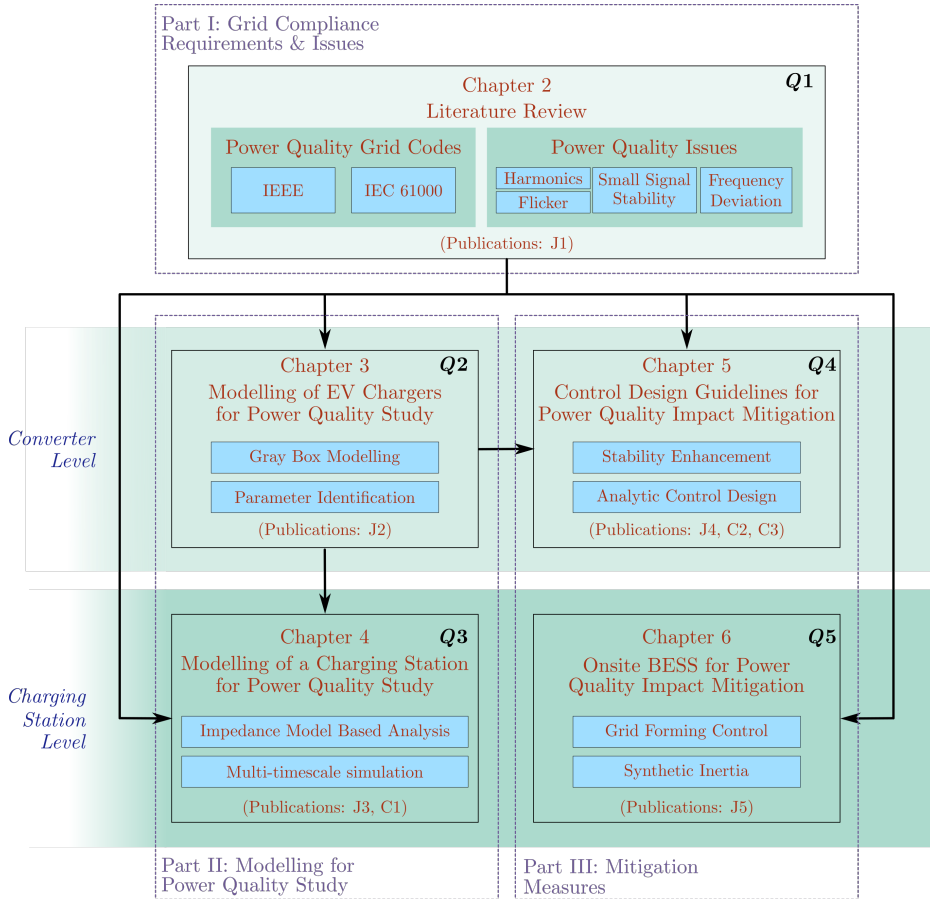 Part I: Grid Compliance
Requirements & Issues
Q1
Chapter 2
Literature Review
Power Quality Grid Codes
IEEE
IEC 61000
Power Quality Issues
Harmonics
Flicker
Small Signal
Stability
Frequency
Deviation
(Publications: J1)
Converter
Level
Chapter 3
Q2
Modelling of EV Chargers
for Power Quality Study
Gray Box Modelling
Parameter Identification
(Publications: J2)
Chapter 5
Q4
Control Design Guidelines for
Power Quality Impact Mitigation
Stability Enhancement
Analytic Control Design
(Publications: J4, C2, C3)
Charging
Station
Level
Chapter 4
Q3
Modelling of a Charging Station
for Power Quality Study
Impedance Model Based Analysis
Multi-timescale simulation
(Publications: J3, C1)
Chapter 6
Q5
Onsite BESS for Power
Quality Impact Mitigation
Grid Forming Control
Synthetic Inertia
(Publications: J5)
Part II: Modelling for
Power Quality Study
Part III: Mitigation
Measures